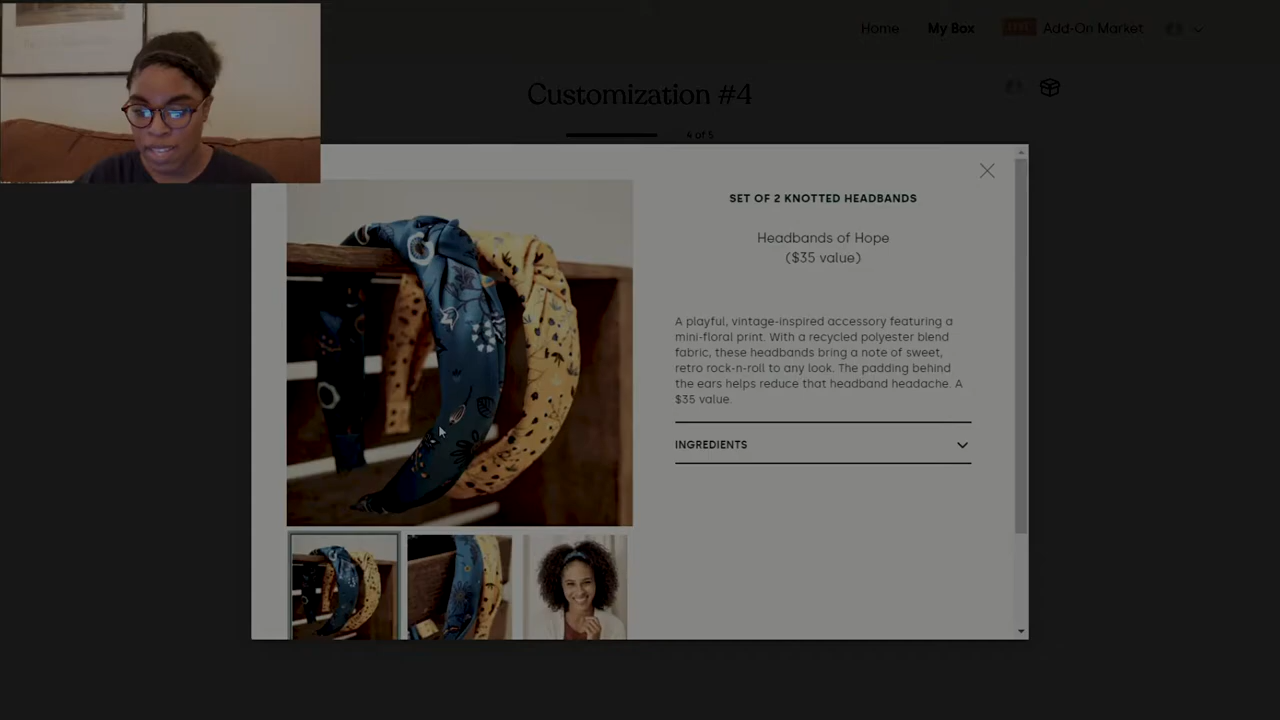 Home
My Box
Add-On Market
Customization #4
4 of 5
SET OF 2 KNOTTED HEADBANDS
Headbands of Hope
($35 value)
A playful, vintage-inspired accessory featuring a
mini-floral print. With a recycled polyester blend
fabric, these headbands bring a note of sweet,
retro rock-n-roll to any look. The padding behind
the ears helps reduce that headband headache. A
$35 value.
INGREDIENTS